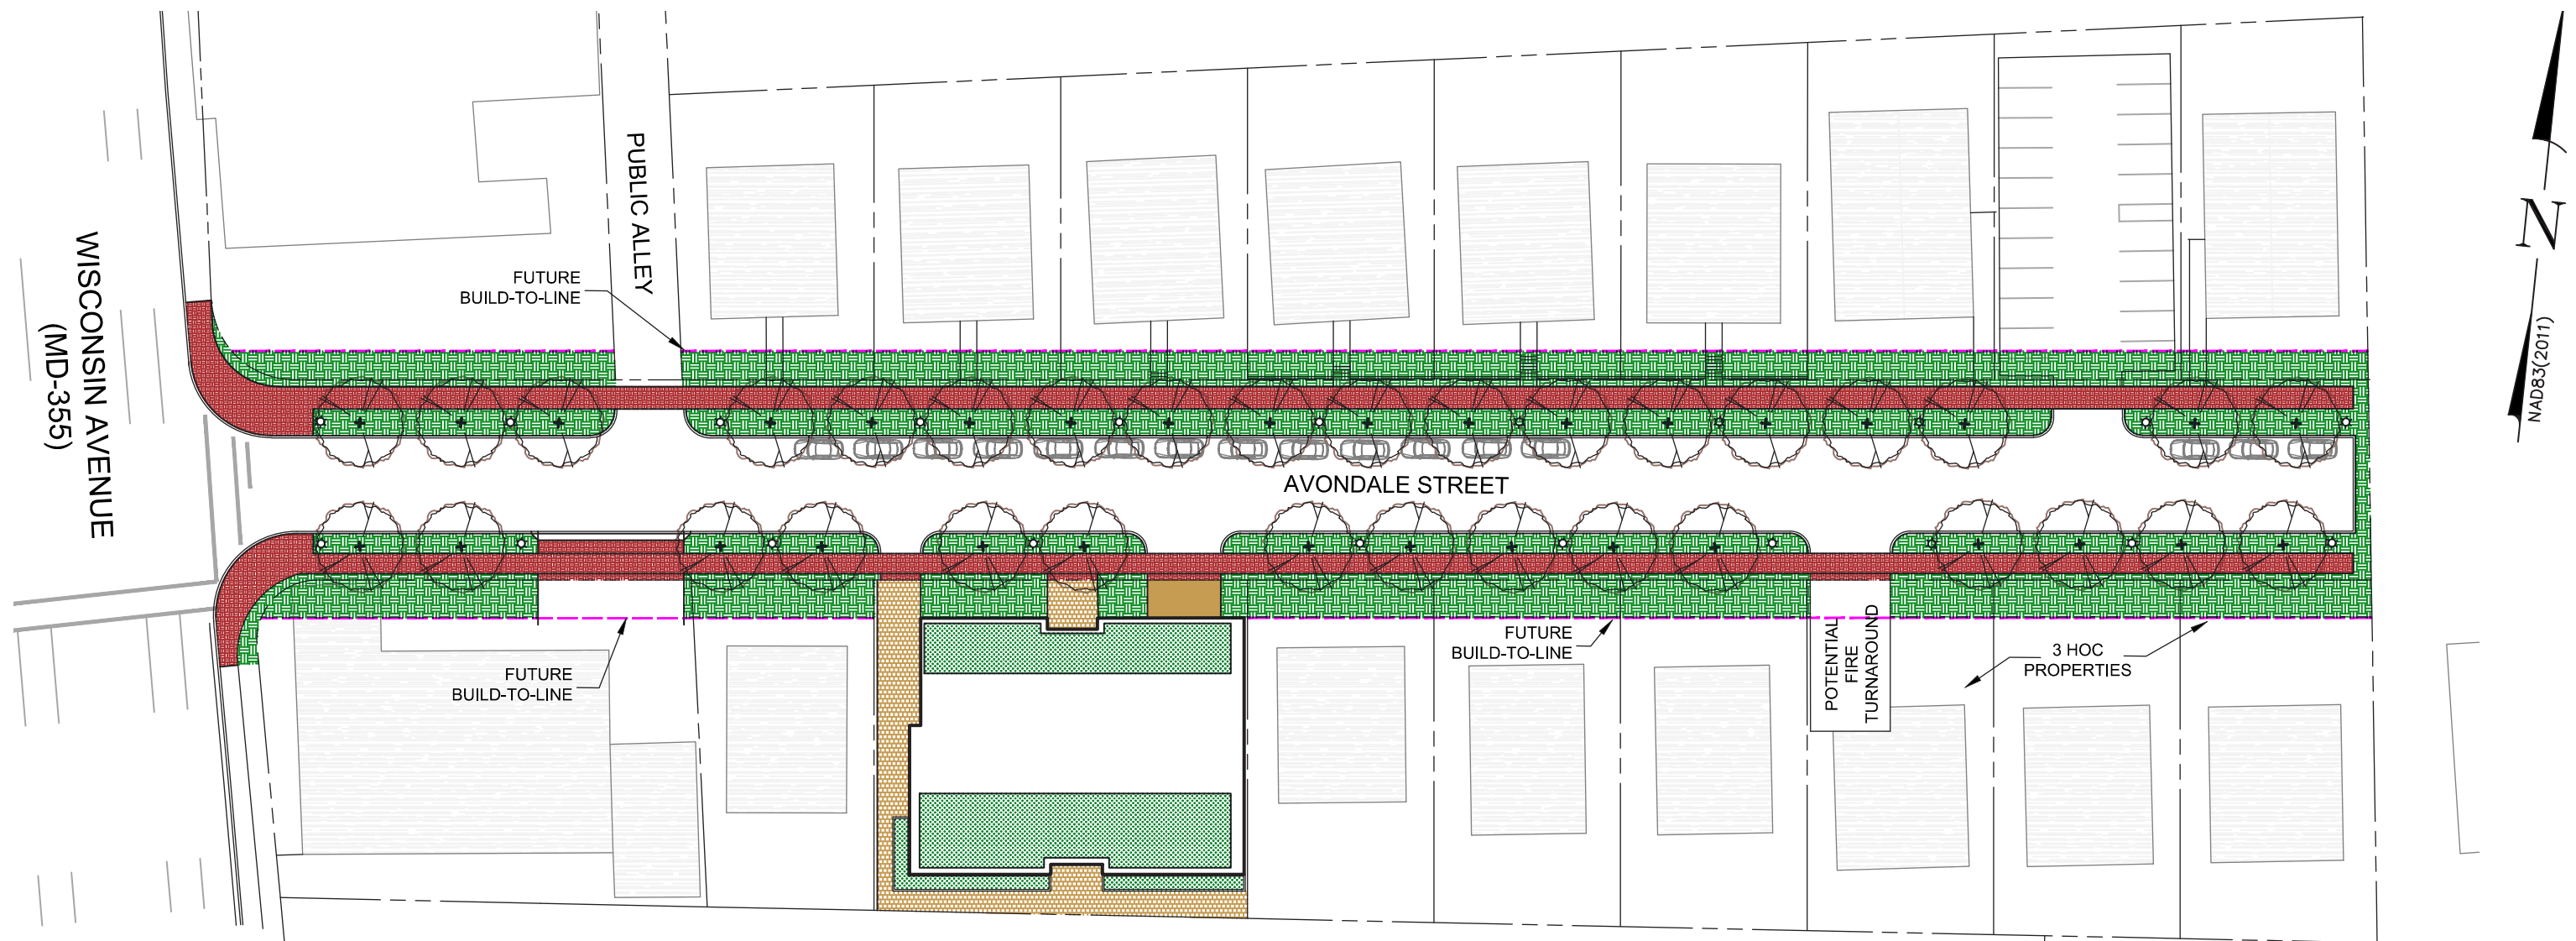 PUBLIC ALLEY
FUTURE
BUILD-TO-LINE
WISCONSIN AVENUE
(MD-355)
N
NAD83(2011)
AVONDALE STREET
FUTURE
BUILD-TO-LINE
FUTURE
BUILD-TO-LINE
POTENTIAL
FIRE
TURNAROUND
3 HOC
PROPERTIES